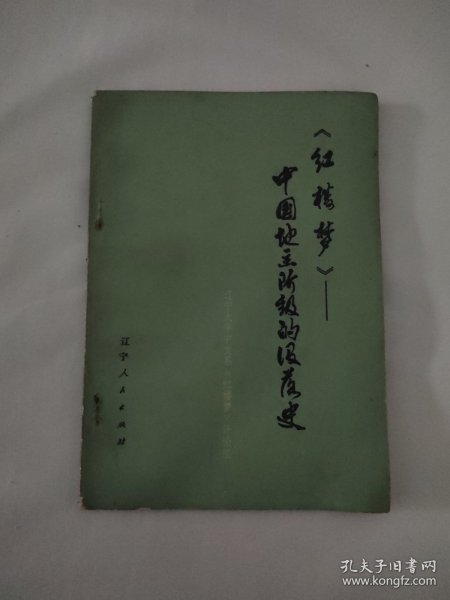 《红楼梦》——
中国地主阶级的没落史
辽宁人民出版社
孔夫子旧书网
www.kongfz.com